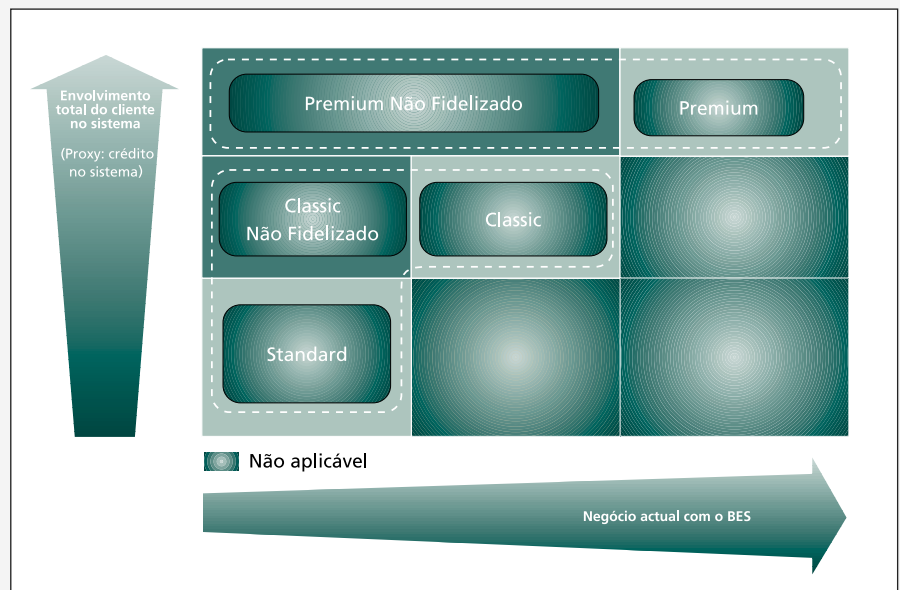 Envolvimento
total do cliente
no sistema
(Proxy: crédito
no sistema)
Premium Não Fidelizado
Premium
Classic
Não Fidelizado
Classic
Standard
Não aplicável
Negócio actual com o BES